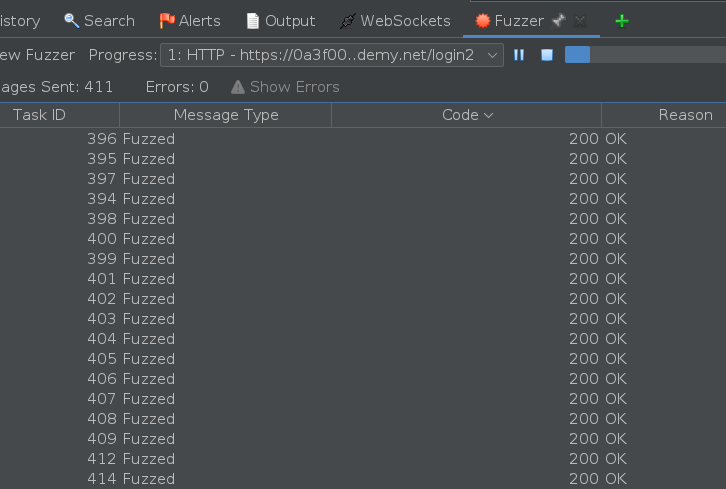 istory Search Alerts Output WebSockets Fuzzer
ew Fuzzer Progress: 1: HTTP - https://0a3f00..demy.net/login2
ages Sent: 411 Errors: 0 Show Errors
Task ID Message Type Code Reason
396 Fuzzed 200 OK
395 Fuzzed 200 OK
397 Fuzzed 200 OK
394 Fuzzed 200 OK
398 Fuzzed 200 OK
400 Fuzzed 200 OK
399 Fuzzed 200 OK
401 Fuzzed 200 OK
402 Fuzzed 200 OK
403 Fuzzed 200 OK
404 Fuzzed 200 OK
405 Fuzzed 200 OK
406 Fuzzed 200 OK
407 Fuzzed 200 OK
408 Fuzzed 200 OK
409 Fuzzed 200 OK
412 Fuzzed 200 OK
414 Fuzzed 200 OK